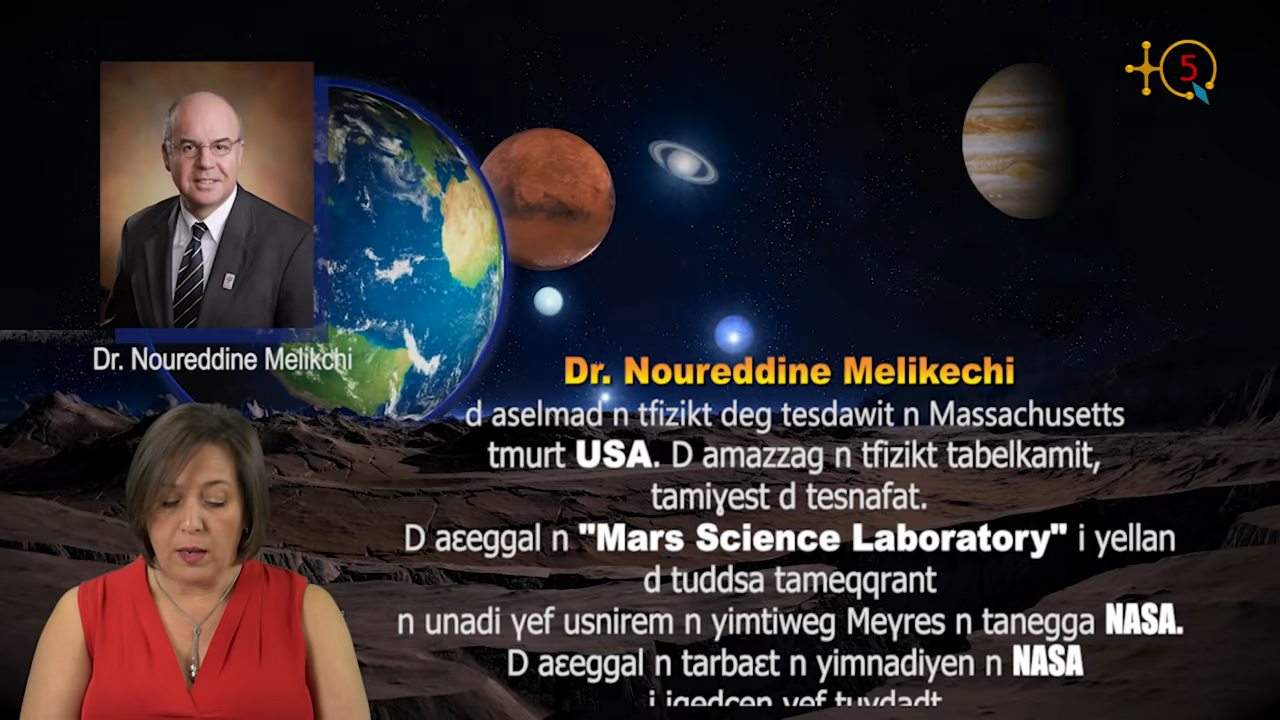 5
Dr. Noureddine Melikchi
Dr. Noureddine Melikechi
d aselmad n tfizikt deg tesdawit n Massachusetts
tmurt USA. D amazzag n tfizikt tabelkamit,
tamiɣest d tesnafat.
D aɛeggal n "Mars Science Laboratory" i yellan
d tuddsa tameqqrant
n unadi ɣef usnirem n yimtiweg Meɣres n tanegga NASA.
D aɛeggal n tarbaɛt n yimnadiyen n NASA